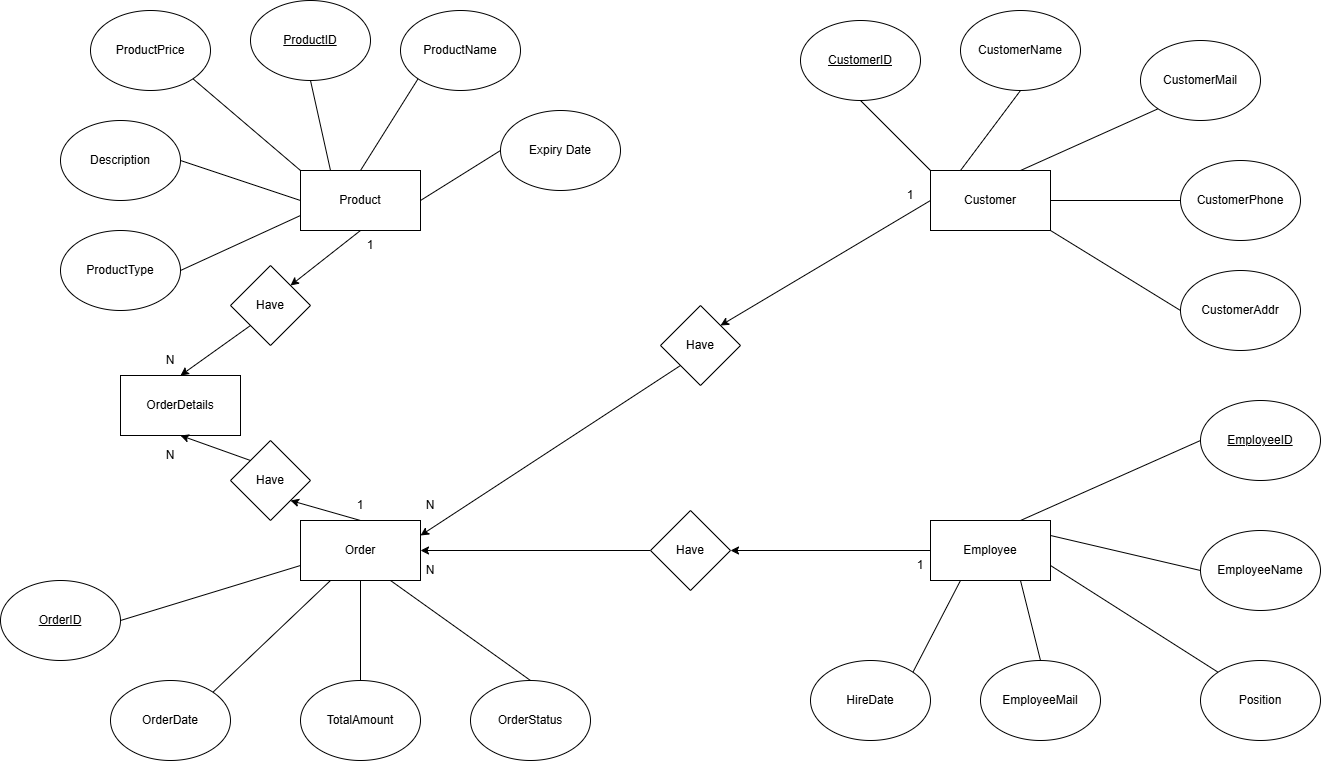 ProductPrice
ProductID
ProductName
CustomerID
CustomerName
CustomerMail
Description
Expiry Date
Product
Customer
CustomerPhone
1
1
ProductType
Have
CustomerAddr
Have
N
OrderDetails
N
Have
EmployeeID
1
N
Order
Have
Employee
N
1
EmployeeName
OrderID
OrderDate
TotalAmount
OrderStatus
HireDate
EmployeeMail
Position